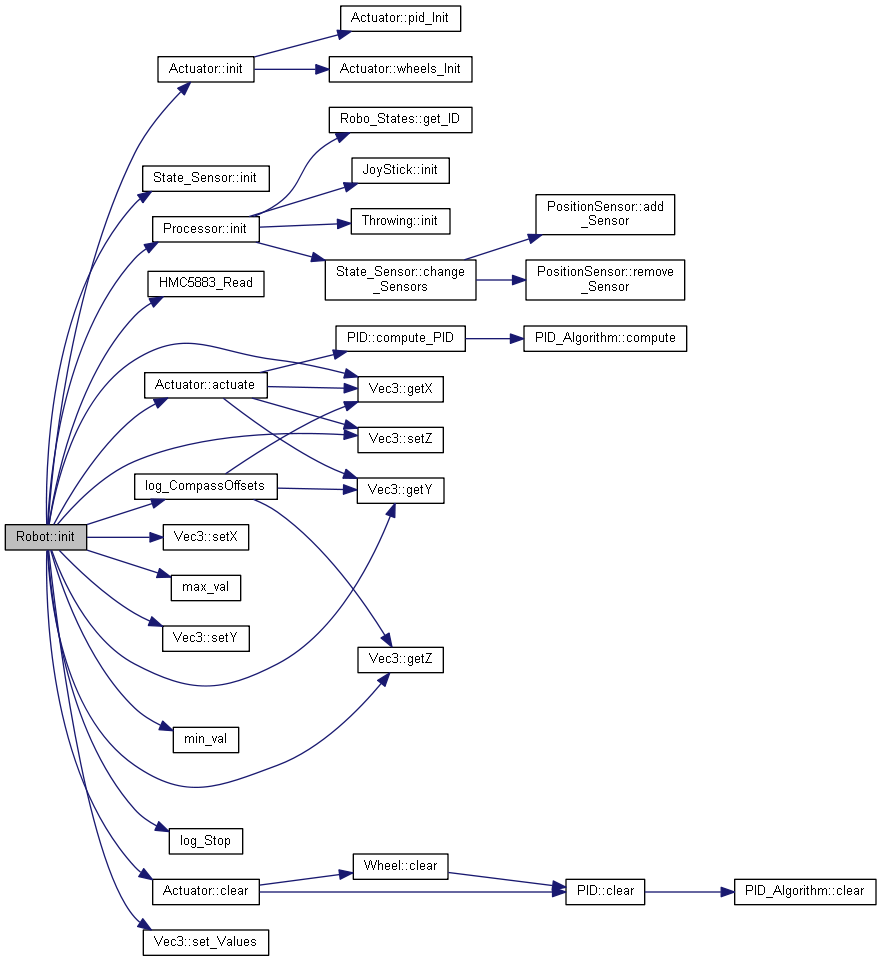 Actuator::pid_Init
Actuator::init
Actuator::wheels_Init
Robo_States::get_ID
JoyStick::init
State_Sensor::init
Processor::init
Throwing::init
PositionSensor::add
_Sensor
State_Sensor::change
_Sensors
PositionSensor::remove
_Sensor
HMC5883_Read
PID::compute_PID
PID_Algorithm::compute
Actuator::actuate
Vec3::getX
Vec3::setZ
log_CompassOffsets
Vec3::getY
Robot::init
Vec3::setX
max_val
Vec3::setY
Vec3::getZ
min_val
log_Stop
Wheel::clear
Actuator::clear
PID::clear
PID_Algorithm::clear
Vec3::set_Values